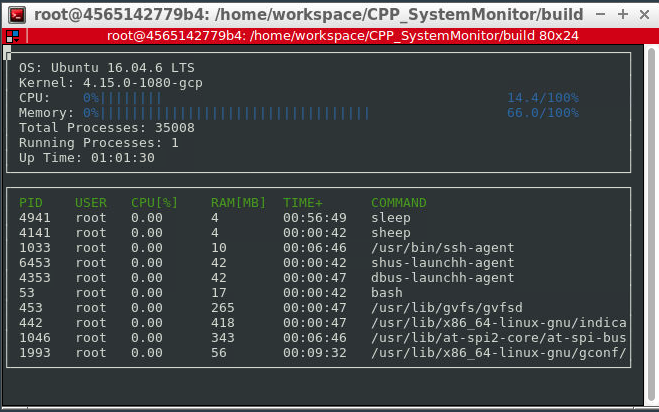 root@4565142779b4: /home/workspace/CPP_SystemMonitor/build
root@4565142779b4: /home/workspace/CPP_SystemMonitor/build 80x24
OS: Ubuntu 16.04.6 LTS
Kernel: 4.15.0-1080-gcp
CPU: 0%|||||||| 14.4/100%
Memory: 0%|||||||||||||||||||||||||||||||||| 66.0/100%
Total Processes: 35008
Running Processes: 1
Up Time: 01:01:30
PID USER CPU[%] RAM[MB] TIME+ COMMAND
4941 root 0.00 4 00:56:49 sleep
4141 root 0.00 4 00:00:42 sheep
1033 root 0.00 10 00:06:46 /usr/bin/ssh-agent
6453 root 0.00 42 00:00:42 shus-launchh-agent
4353 root 0.00 42 00:00:47 dbus-launchh-agent
53 root 0.00 17 00:00:42 bash
453 root 0.00 265 00:00:47 /usr/lib/gvfs/gvfsd
442 root 0.00 418 00:00:47 /usr/lib/x86_64-linux-gnu/indica
1046 root 0.00 343 00:06:46 /usr/lib/at-spi2-core/at-spi-bus
1993 root 0.00 56 00:09:32 /usr/lib/x86_64-linux-gnu/gconf/